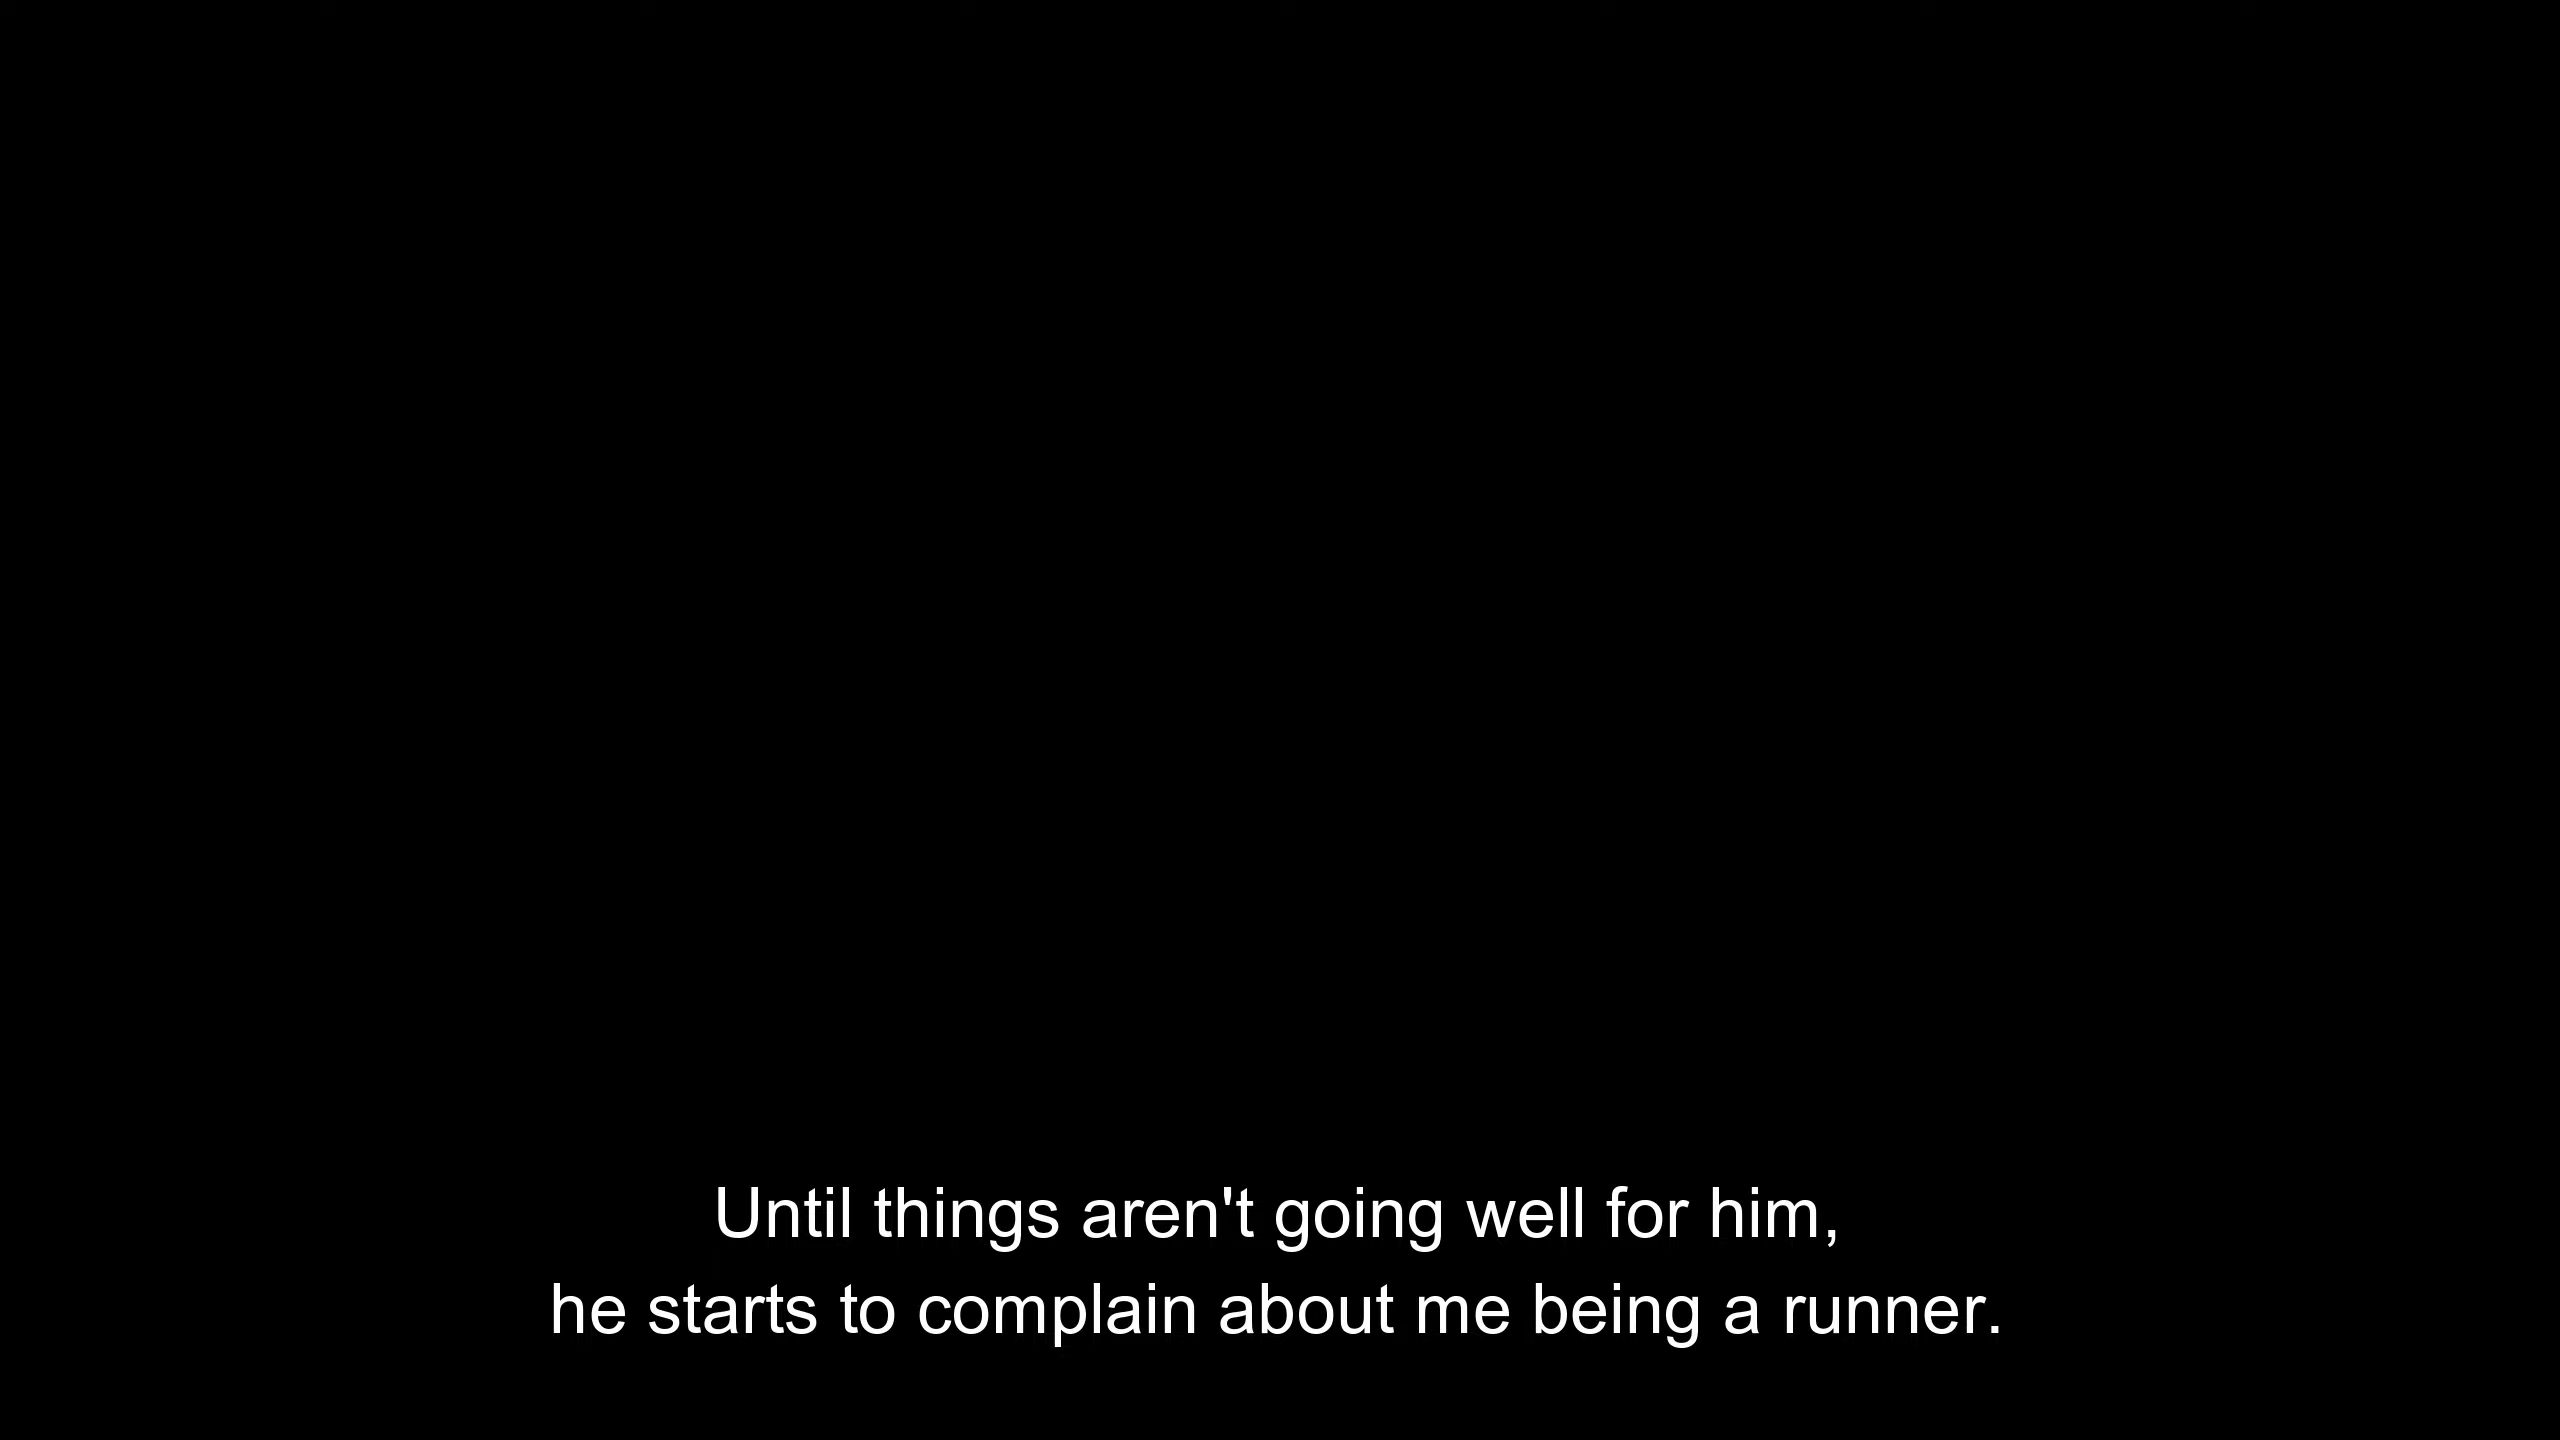 Until things aren't going well for him,
he starts to complain about me being a runner.